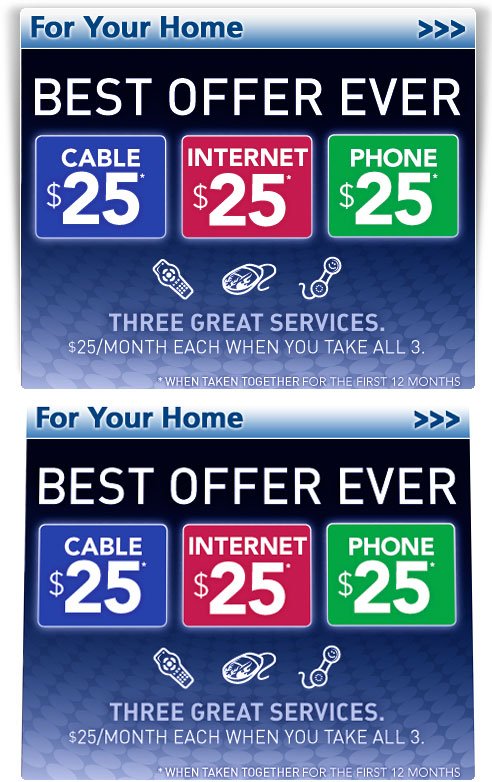 For Your Home >>>
BEST OFFER EVER
CABLE INTERNET PHONE
$25* $25* $25*
THREE GREAT SERVICES.
$25/MONTH EACH WHEN YOU TAKE ALL 3.
* WHEN TAKEN TOGETHER FOR THE FIRST 12 MONTHS
For Your Home >>>
BEST OFFER EVER
CABLE INTERNET PHONE
$25* $25* $25*
THREE GREAT SERVICES.
$25/MONTH EACH WHEN YOU TAKE ALL 3.
* WHEN TAKEN TOGETHER FOR THE FIRST 12 MONTHS